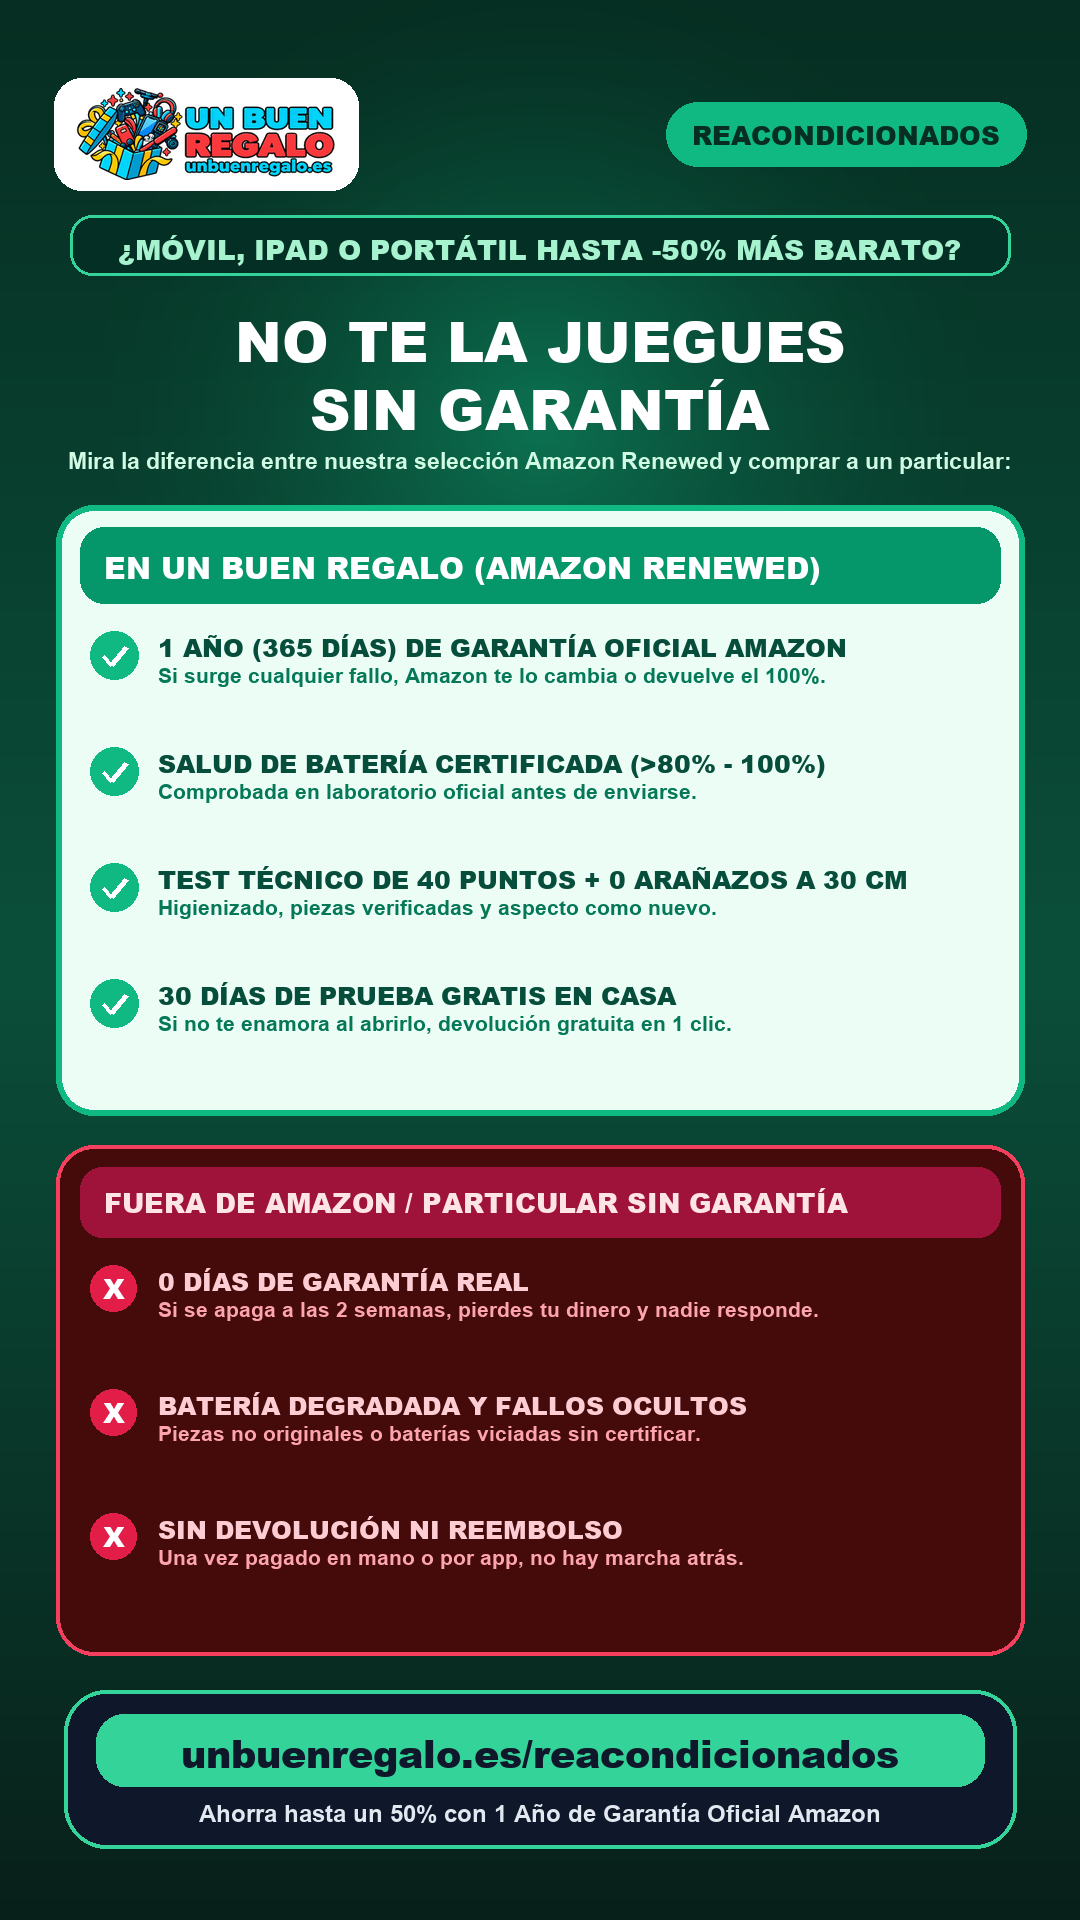 UN BUEN
REGALO
unbuenregalo.es
REACONDICIONADOS
¿MÓVIL, IPAD O PORTÁTIL HASTA -50% MÁS BARATO?
NO TE LA JUEGUES
SIN GARANTÍA
Mira la diferencia entre nuestra selección Amazon Renewed y comprar a un particular:
EN UN BUEN REGALO (AMAZON RENEWED)
1 AÑO (365 DÍAS) DE GARANTÍA OFICIAL AMAZON
Si surge cualquier fallo, Amazon te lo cambia o devuelve el 100%.
SALUD DE BATERÍA CERTIFICADA (>80% - 100%)
Comprobada en laboratorio oficial antes de enviarse.
TEST TÉCNICO DE 40 PUNTOS + 0 ARAÑAZOS A 30 CM
Higienizado, piezas verificadas y aspecto como nuevo.
30 DÍAS DE PRUEBA GRATIS EN CASA
Si no te enamora al abrirlo, devolución gratuita en 1 clic.
FUERA DE AMAZON / PARTICULAR SIN GARANTÍA
X 0 DÍAS DE GARANTÍA REAL
Si se apaga a las 2 semanas, pierdes tu dinero y nadie responde.
X BATERÍA DEGRADADA Y FALLOS OCULTOS
Piezas no originales o baterías viciadas sin certificar.
X SIN DEVOLUCIÓN NI REEMBOLSO
Una vez pagado en mano o por app, no hay marcha atrás.
unbuenregalo.es/reacondicionados
Ahorra hasta un 50% con 1 Año de Garantía Oficial Amazon